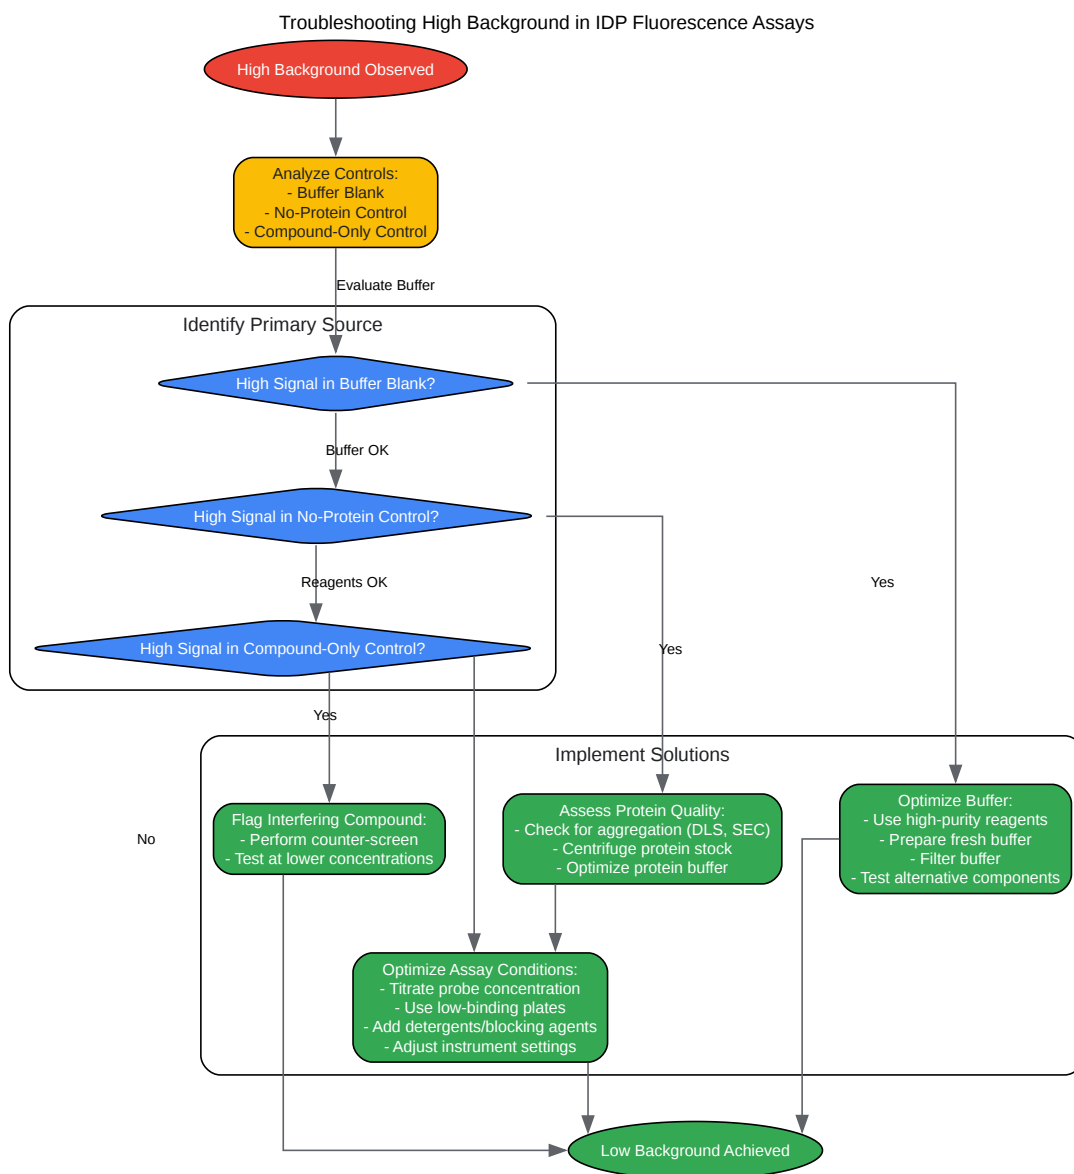 Troubleshooting High Background in IDP Fluorescence Assays
High Background Observed
Analyze Controls:
- Buffer Blank
- No-Protein Control
- Compound-Only Control
Evaluate Buffer
Identify Primary Source
High Signal in Buffer Blank?
Buffer OK
High Signal in No-Protein Control?
Reagents OK
Yes
High Signal in Compound-Only Control?
Yes
Yes
Implement Solutions
Flag Interfering Compound:
- Perform counter-screen
- Test at lower concentrations
Assess Protein Quality:
- Check for aggregation (DLS, SEC)
- Centrifuge protein stock
- Optimize protein buffer
Optimize Buffer:
- Use high-purity reagents
- Prepare fresh buffer
- Filter buffer
- Test alternative components
No
Optimize Assay Conditions:
- Titrate probe concentration
- Use low-binding plates
- Add detergents/blocking agents
- Adjust instrument settings
Low Background Achieved